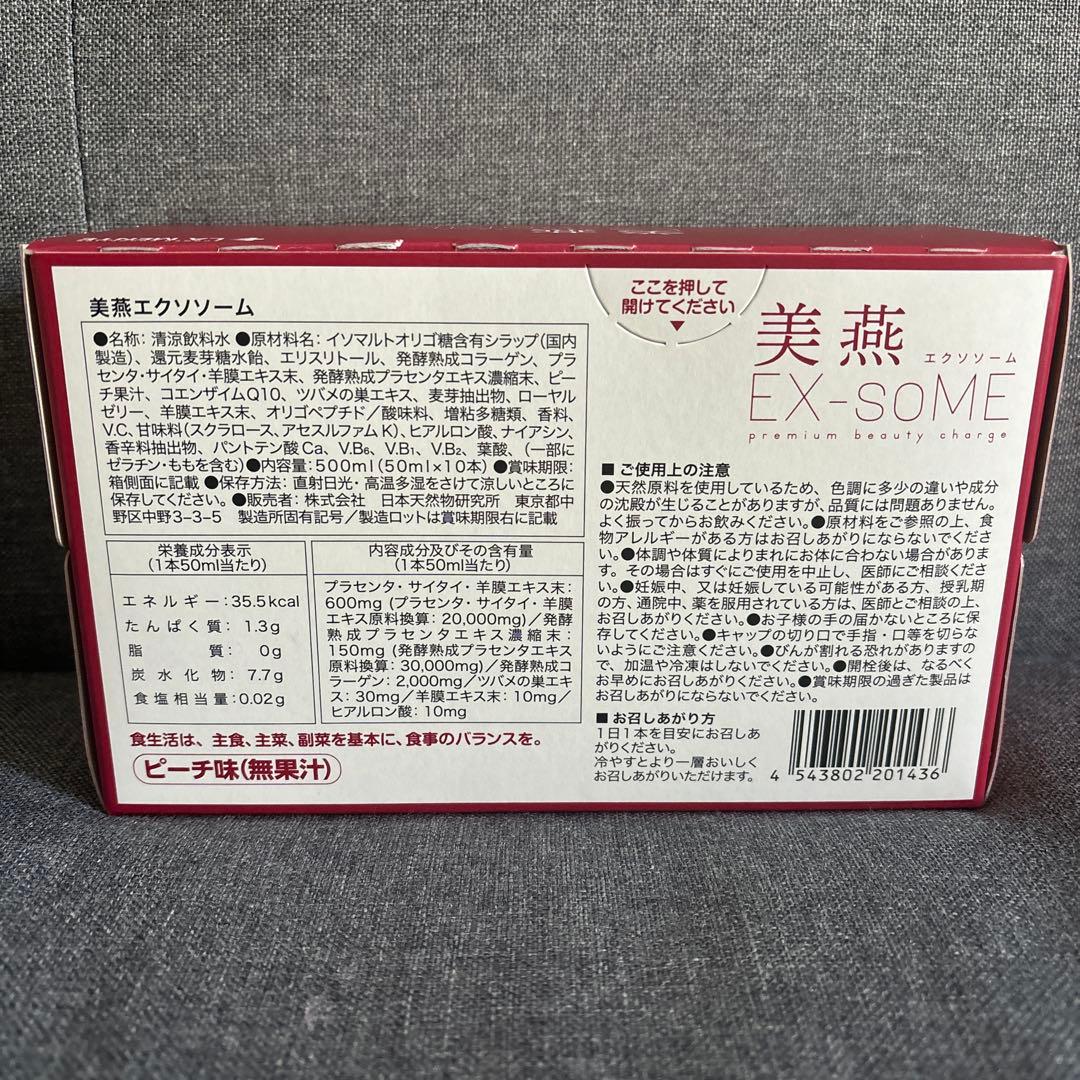 美燕エクソソーム
●名称：清涼飲料水 ●原材料名：イソマルトオリゴ糖含有シラップ（国内
製造）、還元麦芽糖水飴、エリスリトール、発酵熟成コラーゲン、プラ
センタ・サイタイ・羊膜エキス末、発酵熟成プラセンタエキス濃縮末、ピー
チ果汁、コエンザイムQ10、ツバメの巣エキス、麦芽抽出物、ローヤル
ゼリー、羊膜エキス末、オリゴペプチド／酸味料、増粘多糖類、香料、
V.C、甘味料（スクラロース、アセスルファムK）、ヒアルロン酸、ナイアシン、
香辛料抽出物、パントテン酸Ca、V.B₆、V.B₁、V.B₂、葉酸、（一部に
ゼラチン・ももを含む）●内容量：500ml（50ml×10本）●賞味期限：
箱側面に記載 ●保存方法：直射日光・高温多湿をさけて涼しいところに
保存してください。●販売者：株式会社 日本天然物研究所 東京都中
野区中野3-3-5 製造所固有記号／製造ロットは賞味期限右に記載
栄養成分表示
（1本50ml当たり）
エネルギー：35.5kcal
たんぱく質：1.3g
脂質：0g
炭水化物：7.7g
食塩相当量：0.02g
内容成分及びその含有量
（1本50ml当たり）
プラセンタ・サイタイ・羊膜エキス末：
600mg（プラセンタ・サイタイ・羊膜
エキス原料換算：20,000mg）／発酵
熟成プラセンタエキス濃縮末：
150mg（発酵熟成プラセンタエキス
原料換算：30,000mg）／発酵熟成コ
ラーゲン：2,000mg／ツバメの巣エキ
ス：30mg／羊膜エキス末：10mg／
ヒアルロン酸：10mg
食生活は、主食、主菜、副菜を基本に、食事のバランスを。
ピーチ味（無果汁）
ここを押して
開けてください
美燕
エクソソーム
EX-soME
premium beauty charge
■ご使用上の注意
●天然原料を使用しているため、色調に多少の違いや成分
の沈殿が生じることがありますが、品質には問題ありません。
よく振ってからお飲みください。●原材料をご参照の上、食
物アレルギーがある方はお召しあがりにならないでくださ
い。●体調や体質によりまれにお体に合わない場合がありま
す。その場合はすぐにご使用を中止し、医師にご相談くださ
い。●妊娠中、又は妊娠している可能性がある方、授乳期
の方、通院中、薬を服用されている方は、医師とご相談の上、
お召しあがりください。●お子様の手の届かないところに保
存してください。●キャップの切り口で手指・口等を切らな
いようにご注意ください。●びんが割れる恐れがありますの
で、加温や冷凍はしないでください。●開栓後は、なるべく
お早めにお召しあがりください。●賞味期限の過ぎた製品は
お召しあがりにならないでください。
■お召しあがり方
1日1本を目安にお召しあ
がりください。
冷やすとより一層おいしく
お召しあがりいただけます。
4 543802 201436